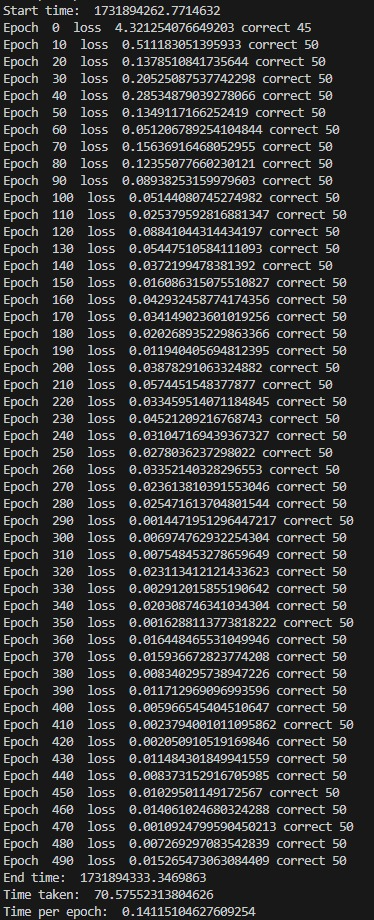 Start time:  1731894262.7714632
Epoch  0  loss  4.321254076649203 correct 45
Epoch  10  loss  0.511183051395933 correct 50
Epoch  20  loss  0.1378510841735644 correct 50
Epoch  30  loss  0.20525087537742298 correct 50
Epoch  40  loss  0.28534879039278066 correct 50
Epoch  50  loss  0.1349117166252419 correct 50
Epoch  60  loss  0.051206789254104844 correct 50
Epoch  70  loss  0.15636916468052955 correct 50
Epoch  80  loss  0.12355077660230121 correct 50
Epoch  90  loss  0.08938253159979603 correct 50
Epoch  100  loss  0.05144080745274982 correct 50
Epoch  110  loss  0.025379592816881347 correct 50
Epoch  120  loss  0.08841044314434197 correct 50
Epoch  130  loss  0.05447510584111093 correct 50
Epoch  140  loss  0.0372199478381392 correct 50
Epoch  150  loss  0.016086315075510827 correct 50
Epoch  160  loss  0.042932458774174356 correct 50
Epoch  170  loss  0.034149023601019256 correct 50
Epoch  180  loss  0.020268935229863366 correct 50
Epoch  190  loss  0.011940405694812395 correct 50
Epoch  200  loss  0.03878291063324882 correct 50
Epoch  210  loss  0.0574451548377877 correct 50
Epoch  220  loss  0.033459514071184845 correct 50
Epoch  230  loss  0.04521209216768743 correct 50
Epoch  240  loss  0.031047169439367327 correct 50
Epoch  250  loss  0.0278036237298022 correct 50
Epoch  260  loss  0.03352140328296553 correct 50
Epoch  270  loss  0.023613810391553046 correct 50
Epoch  280  loss  0.025471613704801544 correct 50
Epoch  290  loss  0.0014471951296447217 correct 50
Epoch  300  loss  0.006974762932254304 correct 50
Epoch  310  loss  0.007548453278659649 correct 50
Epoch  320  loss  0.023113412121433623 correct 50
Epoch  330  loss  0.002912015855190642 correct 50
Epoch  340  loss  0.020308746341034304 correct 50
Epoch  350  loss  0.0016288113773818222 correct 50
Epoch  360  loss  0.016448465531049946 correct 50
Epoch  370  loss  0.015936672823774208 correct 50
Epoch  380  loss  0.008340295738947226 correct 50
Epoch  390  loss  0.011712969096993596 correct 50
Epoch  400  loss  0.005966545404510647 correct 50
Epoch  410  loss  0.0023794001011095862 correct 50
Epoch  420  loss  0.002050910519169846 correct 50
Epoch  430  loss  0.011484301849941559 correct 50
Epoch  440  loss  0.008373152916705985 correct 50
Epoch  450  loss  0.01029501149172567 correct 50
Epoch  460  loss  0.014061024680324288 correct 50
Epoch  470  loss  0.0010924799590450213 correct 50
Epoch  480  loss  0.007269297083542839 correct 50
Epoch  490  loss  0.015265473063084409 correct 50
End time:  1731894333.3469863
Time taken:  70.57552313804626
Time per epoch:  0.14115104627609254